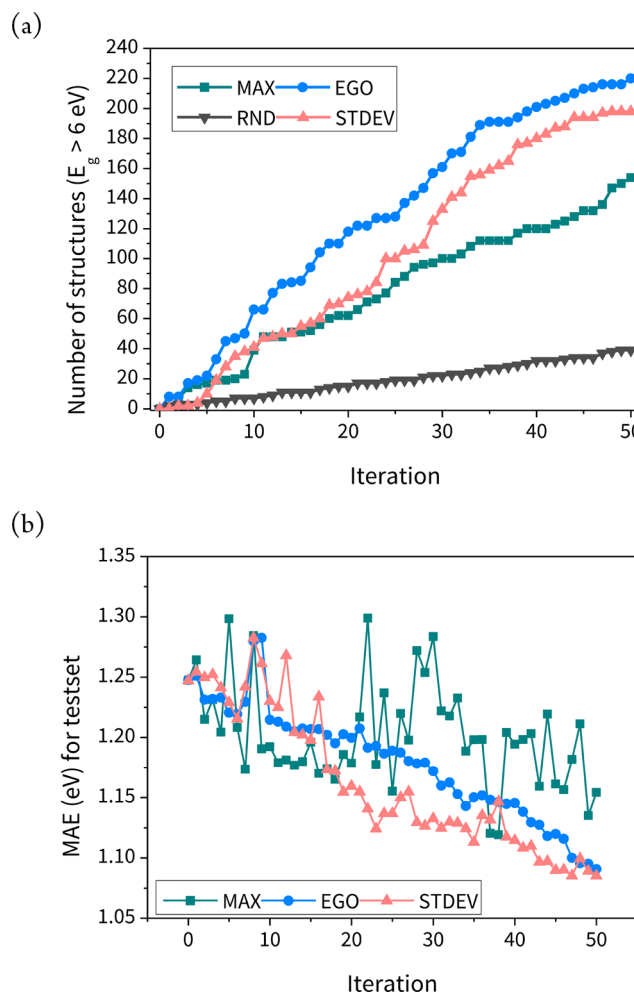 (a)
240
220
200
180
160
140
120
100
80
60
40
20
0
Number of structures (E_g > 6 eV)
MAX EGO
RND STDEV
0 10 20 30 40 50
Iteration
(b)
1.35
1.30
1.25
1.20
1.15
1.10
1.05
MAE (eV) for testset
MAX EGO STDEV
0 10 20 30 40 50
Iteration